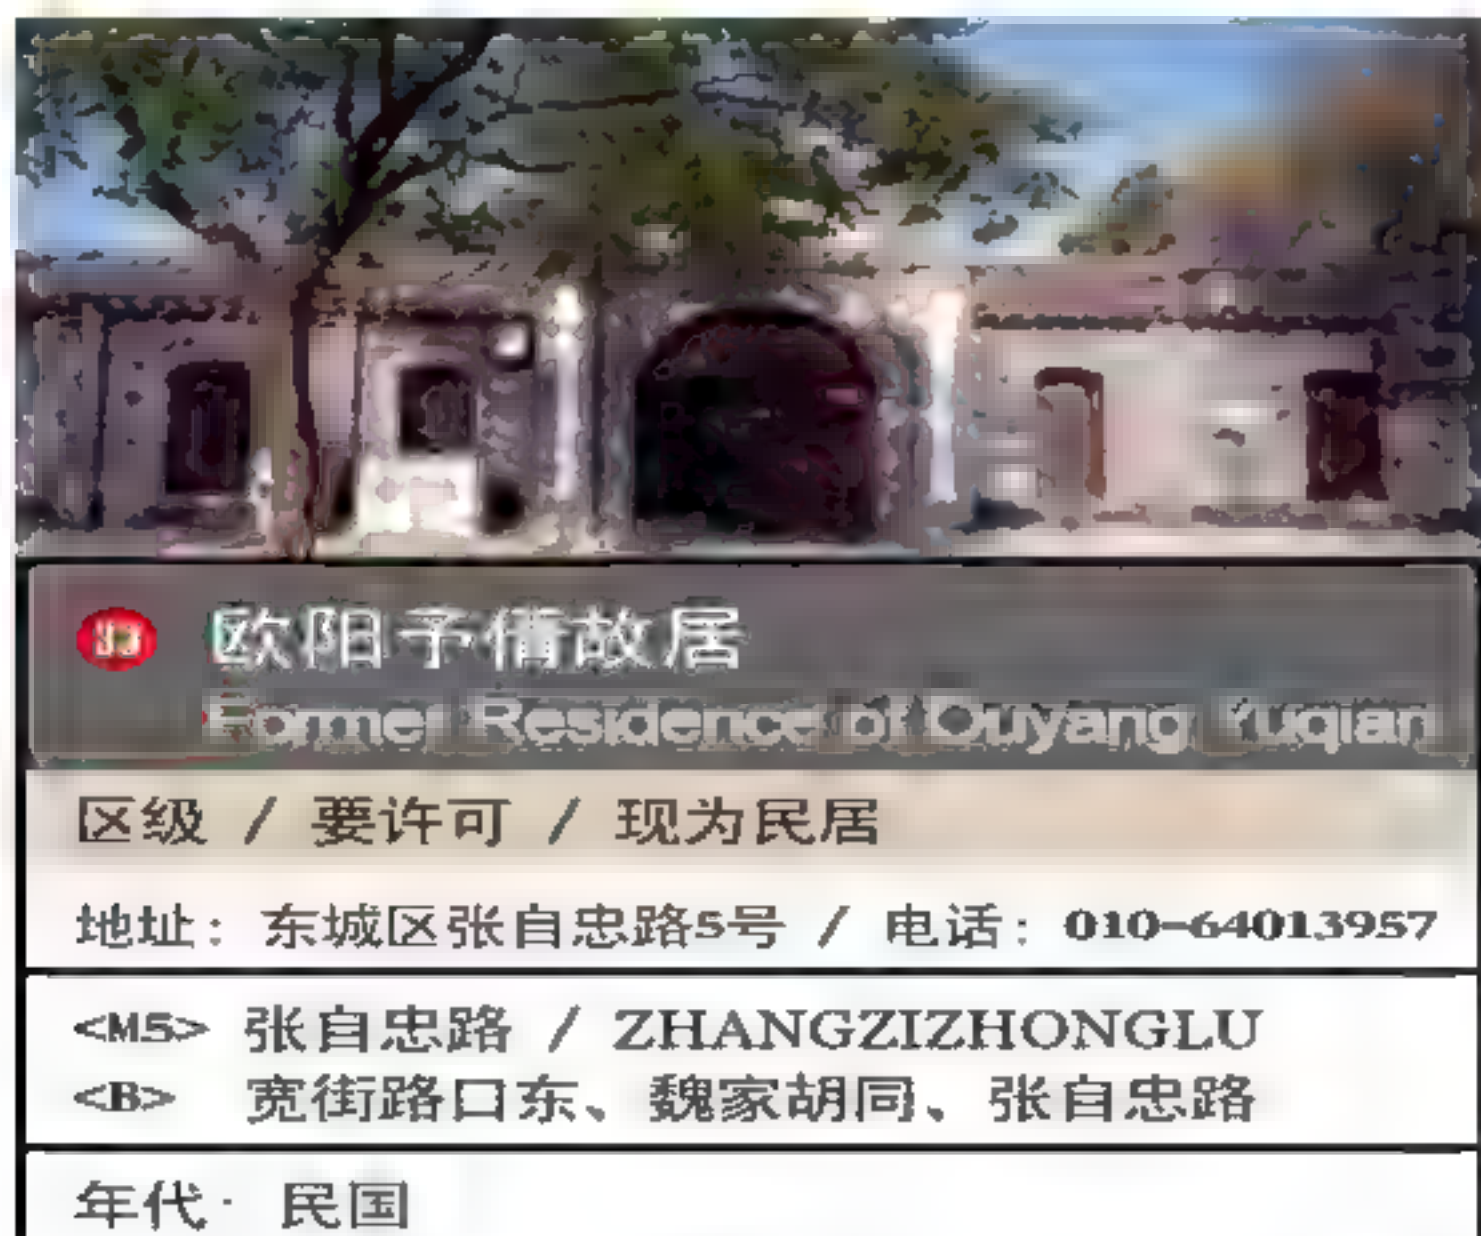 欧阳予倩故居
Former Residence of Ouyang Yuqian
区级 / 要许可 / 现为民居
地址：东城区张自忠路5号 / 电话：010-64013957
<M5> 张自忠路 / ZHANGZIZHONGLU
<B> 宽街路口东、魏家胡同、张自忠路
年代: 民国